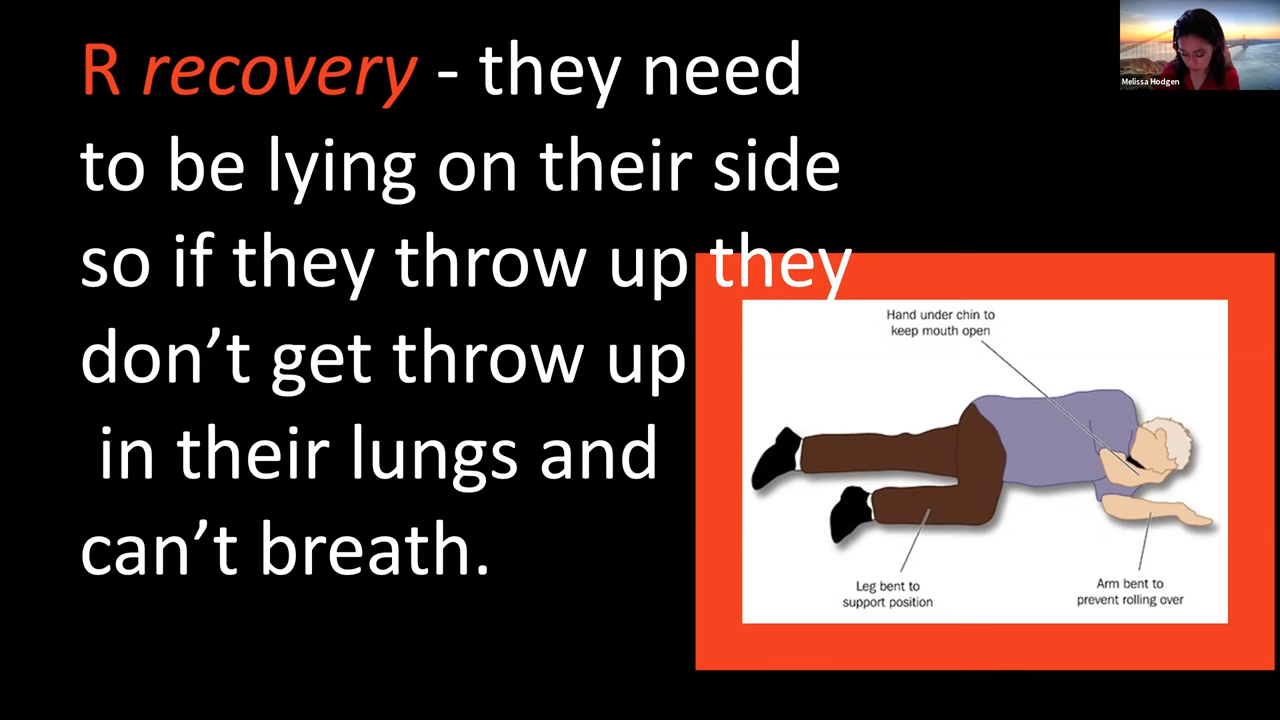 R recovery - they need
to be lying on their side
so if they throw up they
don’t get throw up
in their lungs and
can’t breath.
Melissa Hodgen
Hand under chin to
keep mouth open
Leg bent to
support position
Arm bent to
prevent rolling over